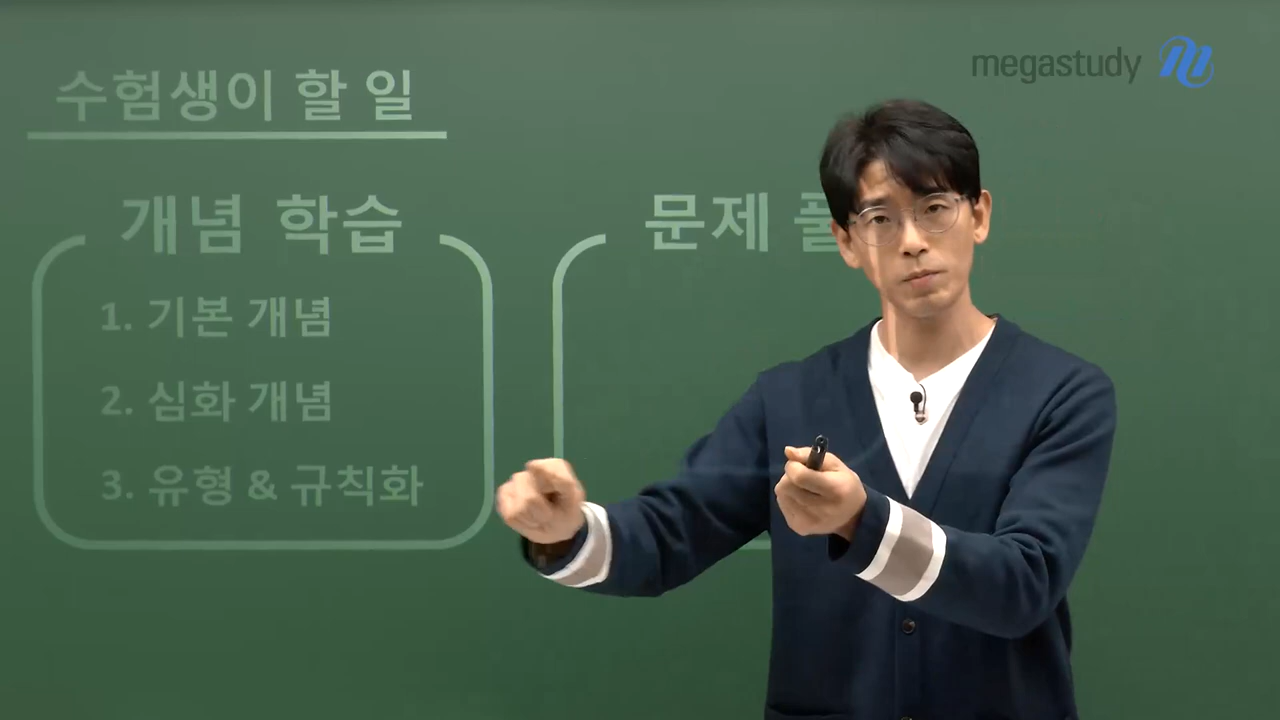 megastudy
수험생이 할 일
개념 학습
1. 기본 개념
2. 심화 개념
3. 유형 & 규칙화
문제